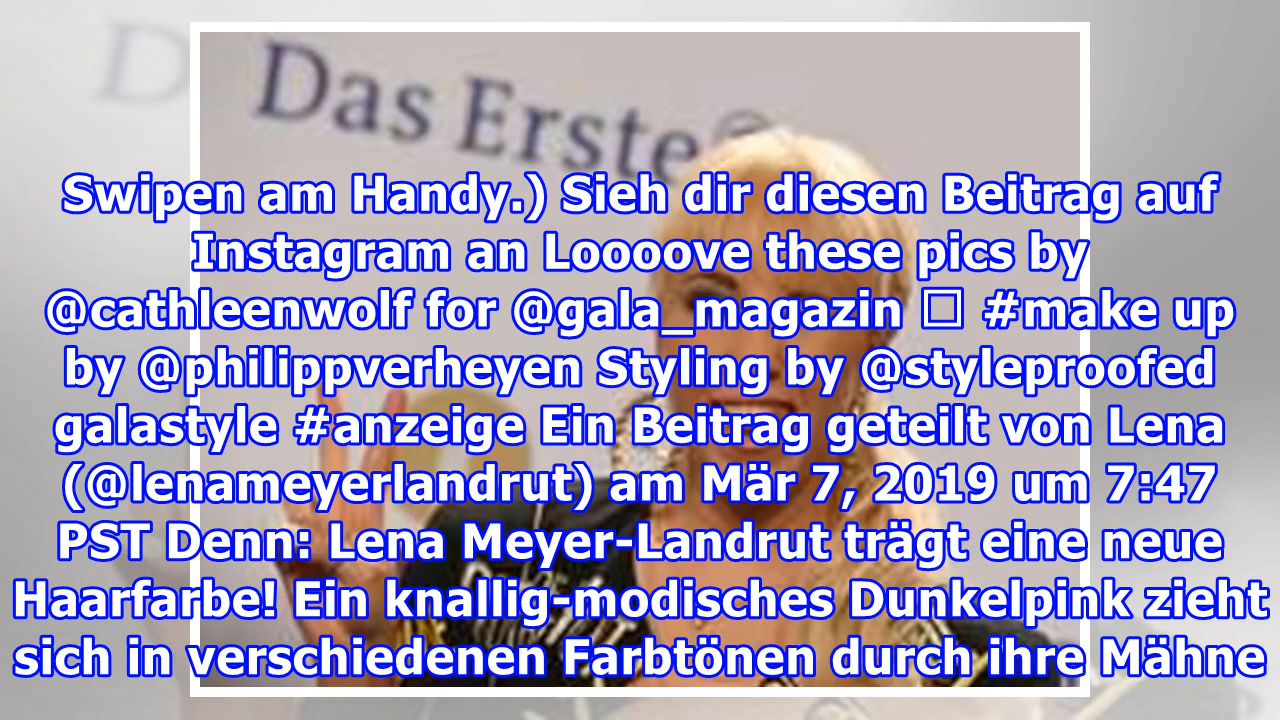 Das Erste
Swipen am Handy.) Sieh dir diesen Beitrag auf
Instagram an Loooove these pics by
@cathleenwolf for @gala_magazin □ #make up
by @philippverheyen Styling by @styleproofed
galastyle #anzeige Ein Beitrag geteilt von Lena
(@lenameyerlandrut) am Mär 7, 2019 um 7:47
PST Denn: Lena Meyer-Landrut trägt eine neue
Haarfarbe! Ein knallig-modisches Dunkelpink zieht
sich in verschiedenen Farbtönen durch ihre Mähne